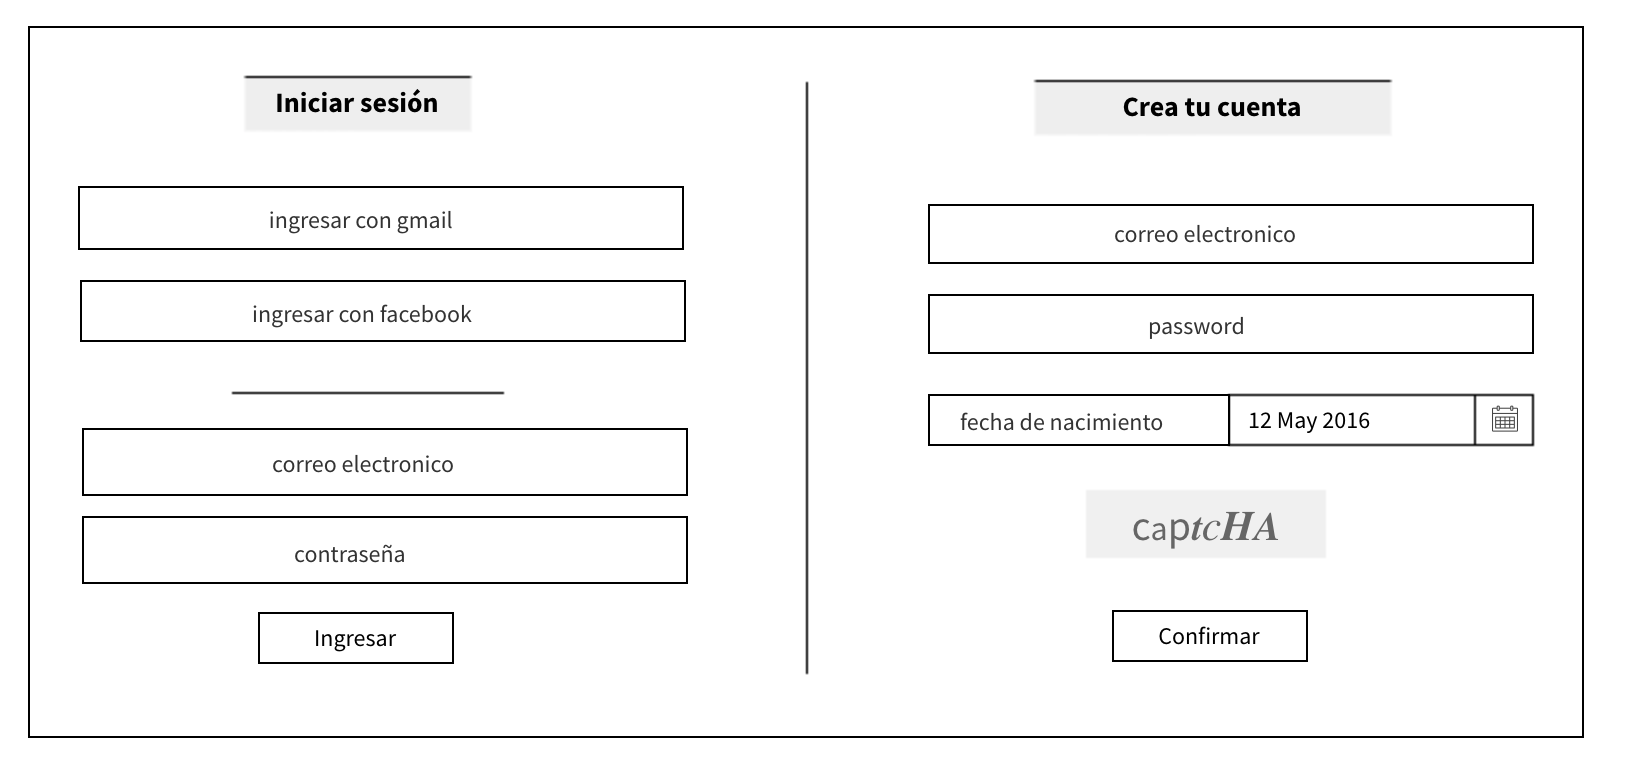 Iniciar sesión
ingresar con gmail
ingresar con facebook
correo electronico
contraseña
Ingresar
Crea tu cuenta
correo electronico
password
fecha de nacimiento
12 May 2016
captcHA
Confirmar